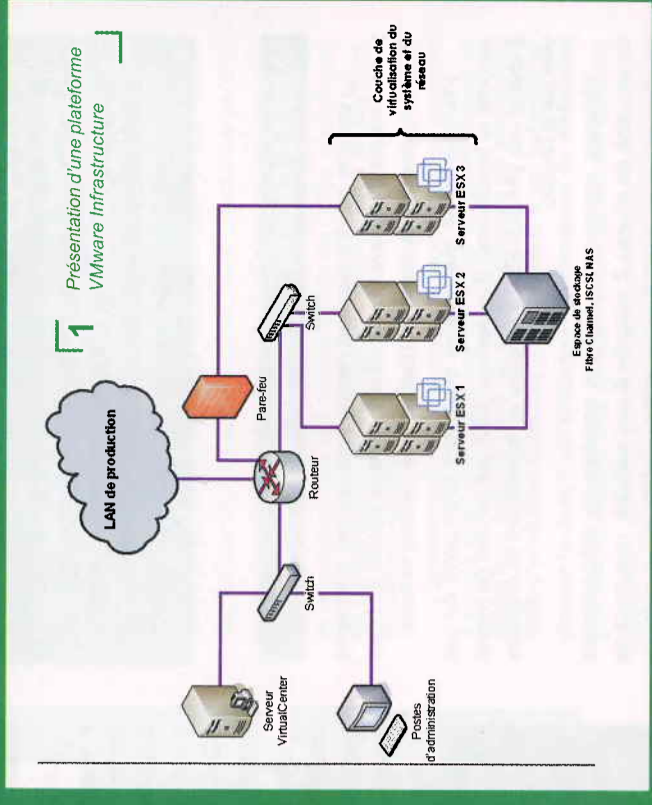 1
Présentation d'une plateforme
VMware Infrastructure
LAN de production
Pare-feu
Routeur
Switch
Switch
Serveur
VirtualCenter
Postes
d'administration
Serveur ESX 1
Serveur ESX 2
Serveur ESX 3
Couche de
virtualisation du
système et du
réseau
Espace de stockage
Fibre Channel, ISCSI, NAS